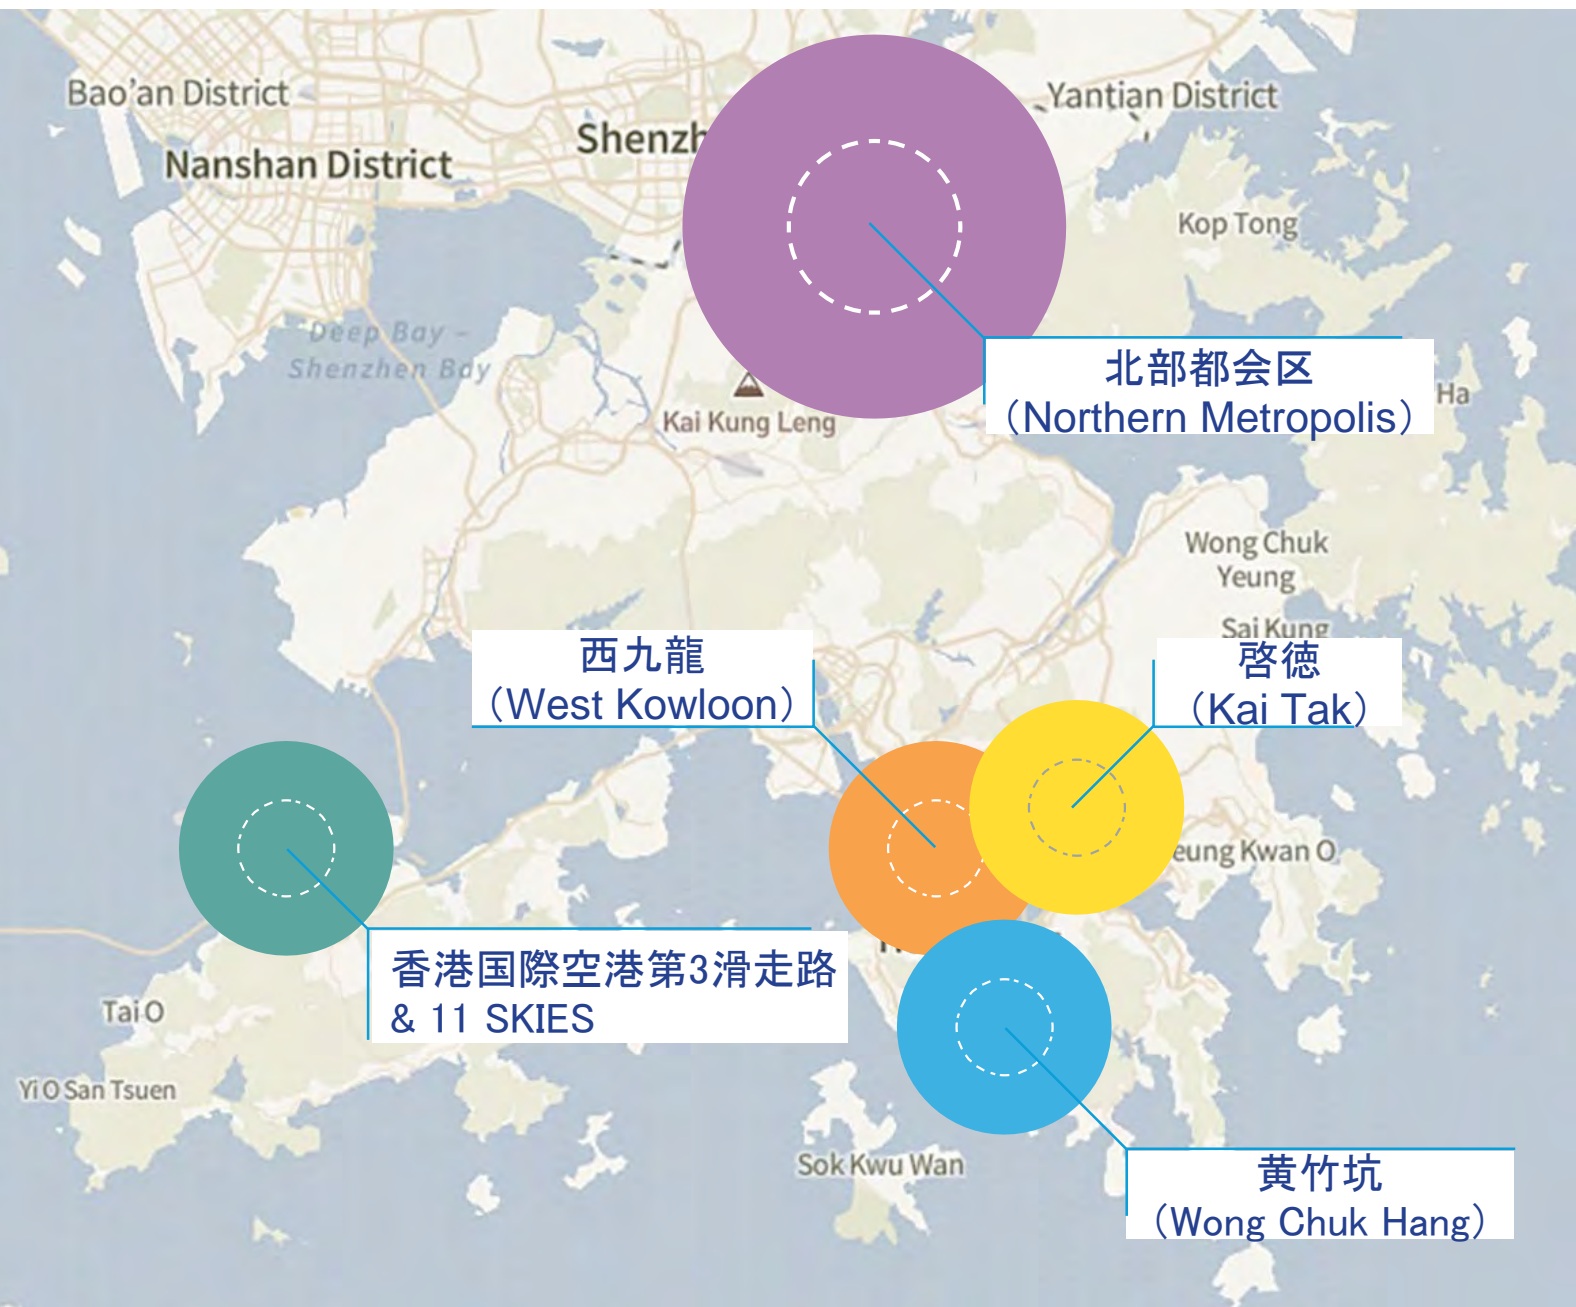 Bao'an District
Yantian District
Shenzh
Nanshan District
Kop Tong
Deep Bay –
Shenzhen Bay
北部都会区
（Northern Metropolis）
Ha
Kai Kung Leng
Wong Chuk
Yeung
Sai Kung
西九龍
（West Kowloon）
啓徳
（Kai Tak）
eung Kwan O
香港国際空港第3滑走路
& 11 SKIES
Tai O
Yi O San Tsuen
Sok Kwu Wan
黄竹坑
（Wong Chuk Hang）